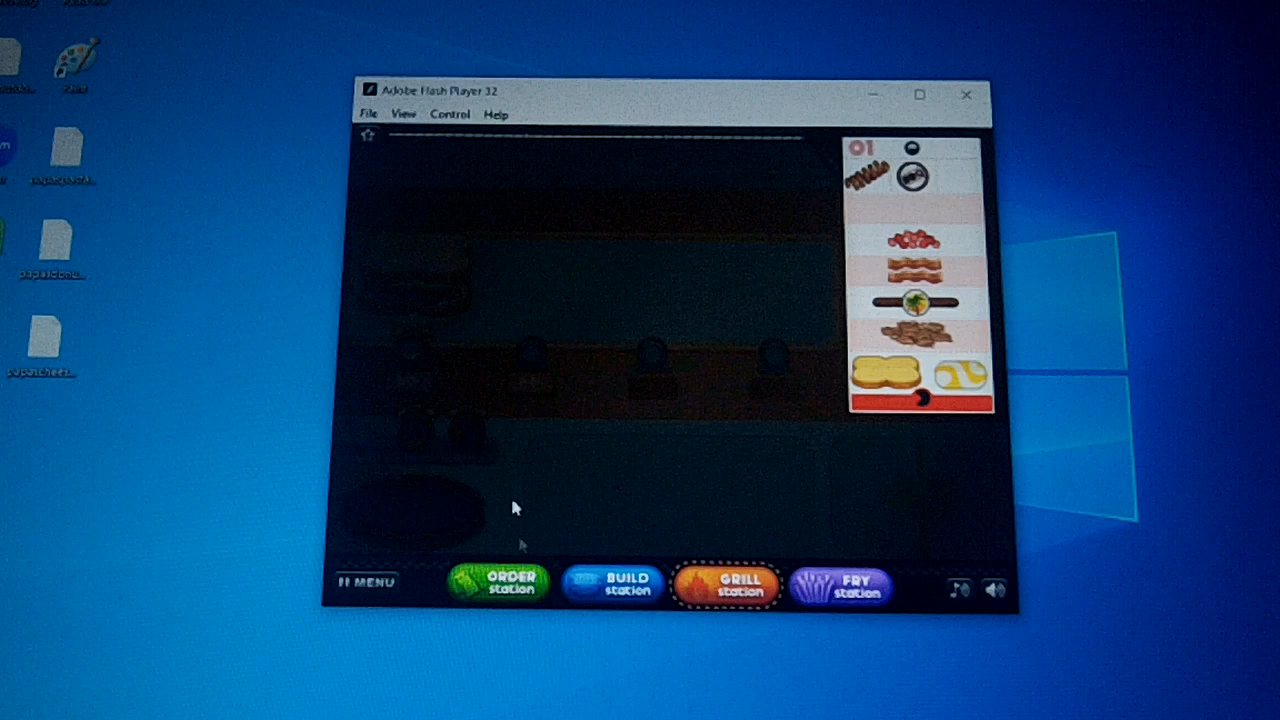 Adobe Flash Player 32
File View Control Help
01
MENU
ORDER
station
BUILD
station
GRILL
station
FRY
station